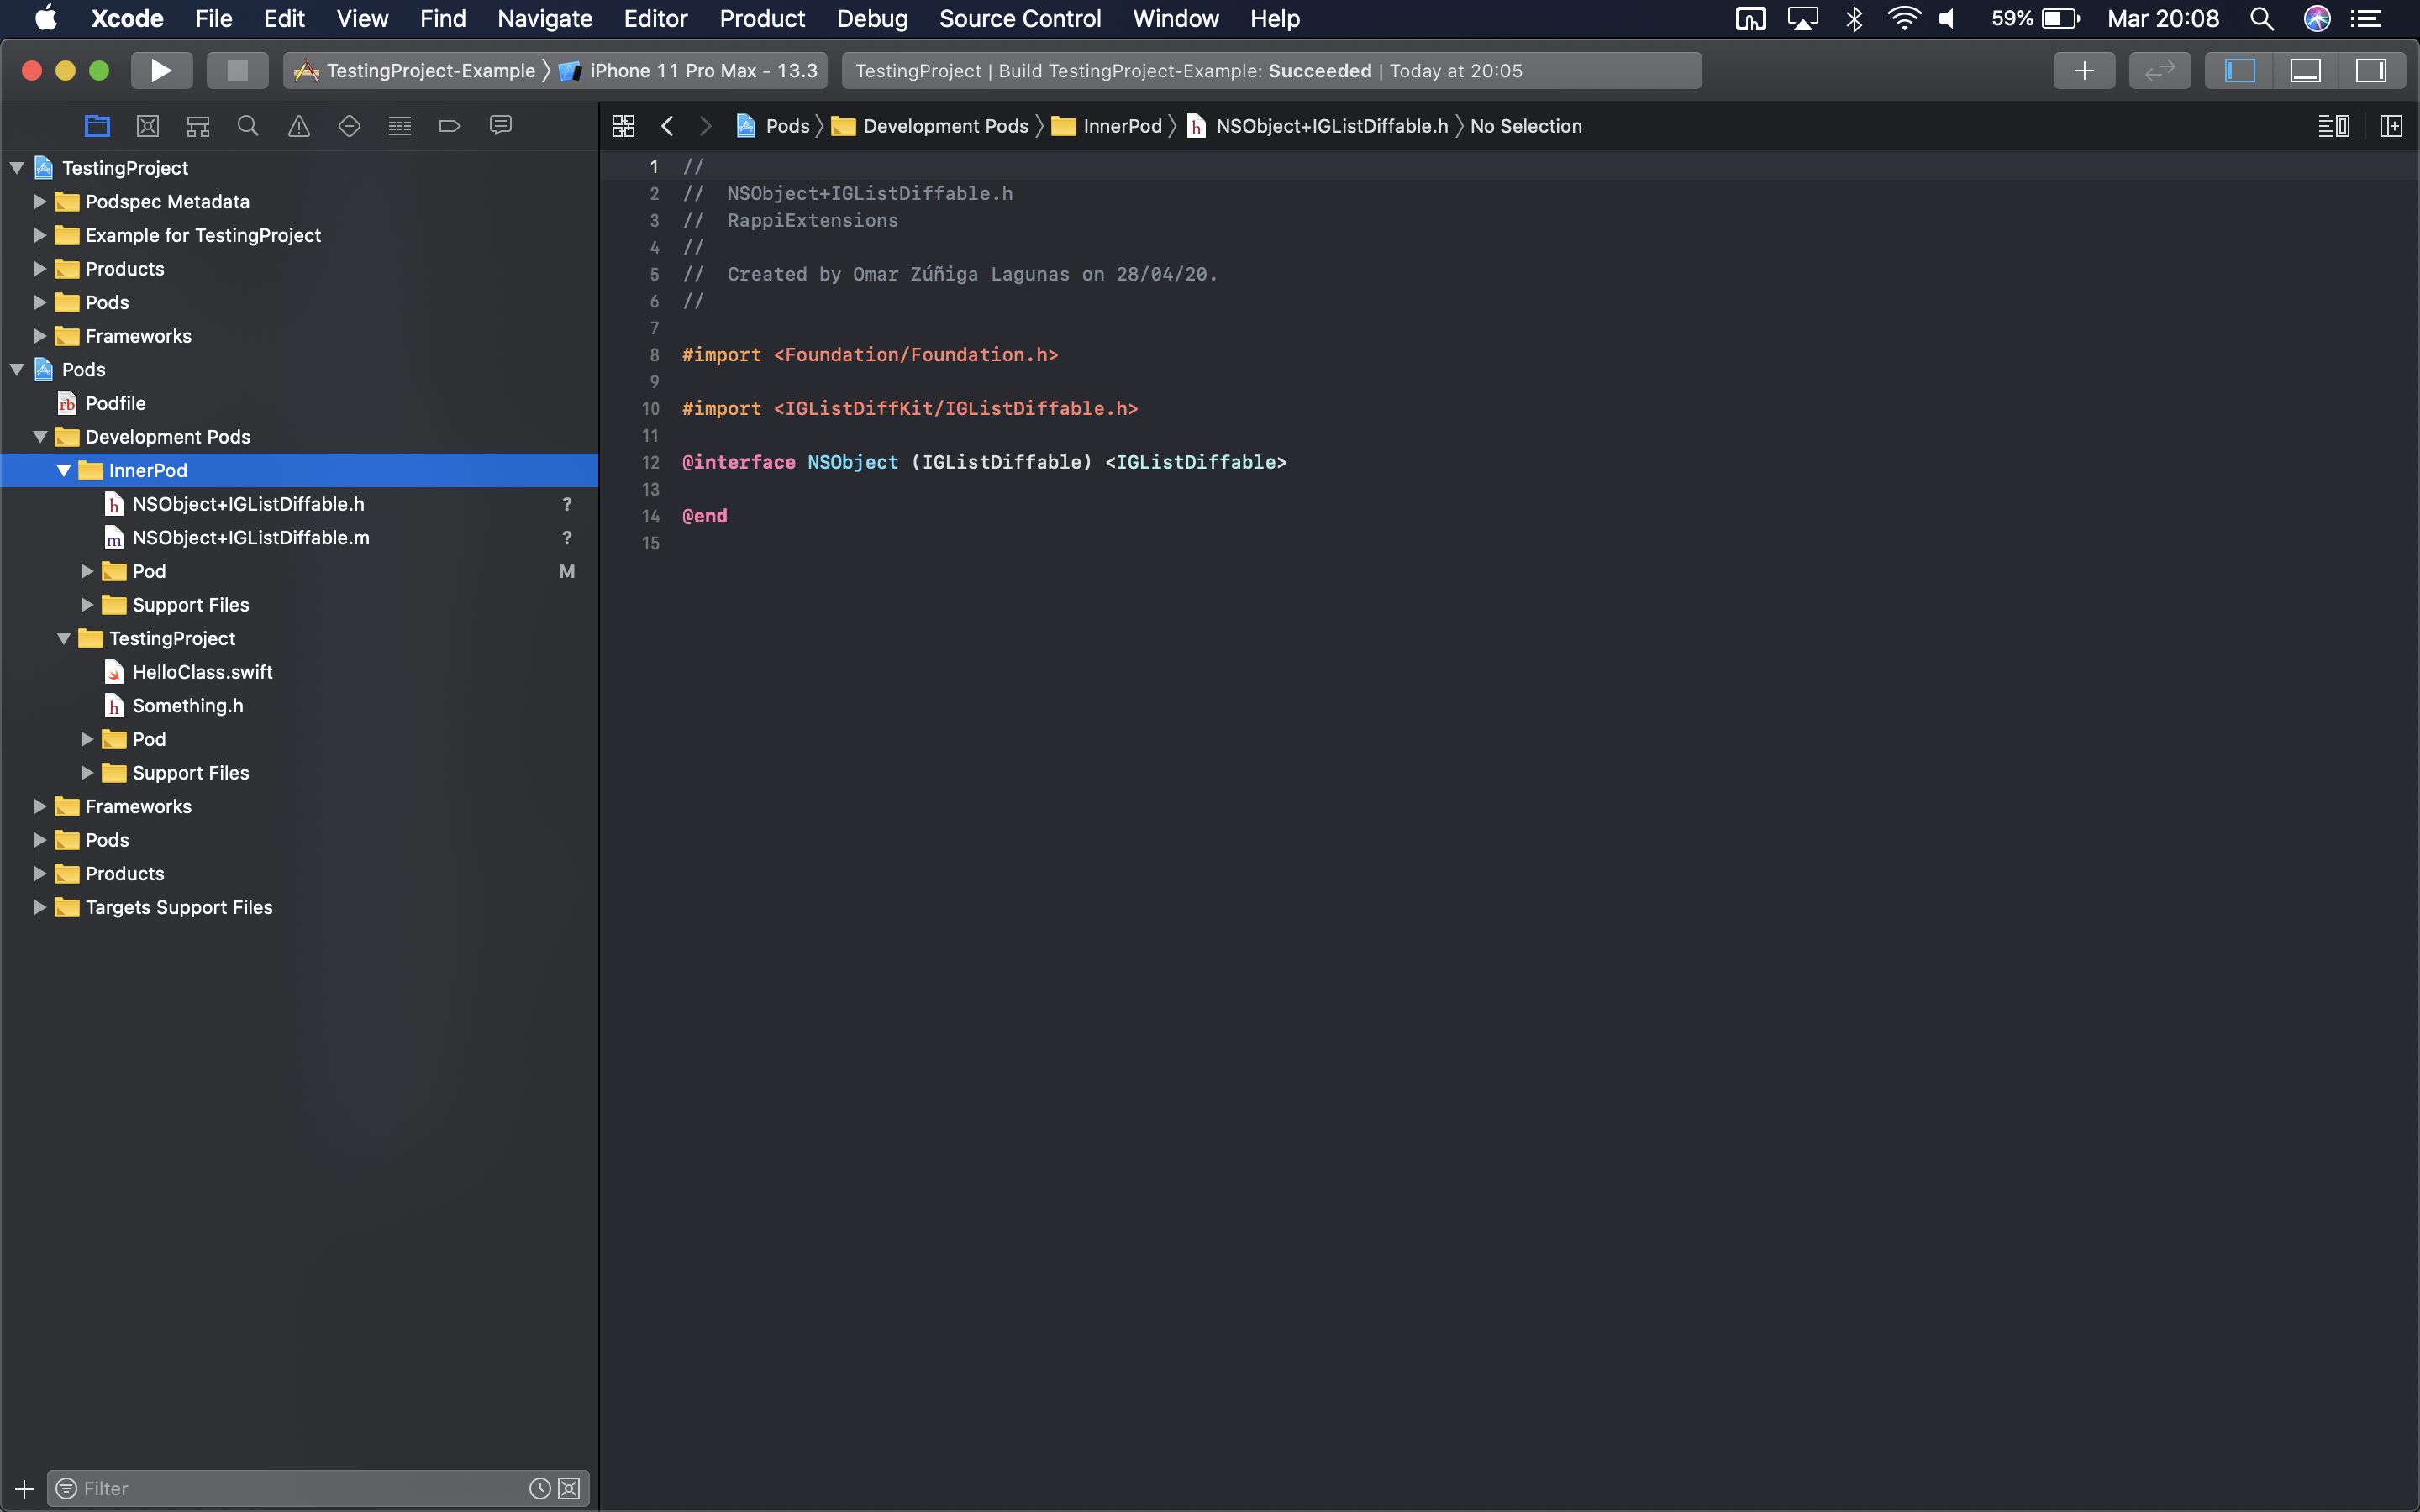 Xcode File Edit View Find Navigate Editor Product Debug Source Control Window Help 59% Mar 20:08
TestingProject-Example iPhone 11 Pro Max - 13.3 TestingProject | Build TestingProject-Example: Succeeded | Today at 20:05
Pods Development Pods InnerPod h NSObject+IGListDiffable.h No Selection
TestingProject
Podspec Metadata
Example for TestingProject
Products
Pods
Frameworks
Pods
rb Podfile
Development Pods
InnerPod
h NSObject+IGListDiffable.h ?
m NSObject+IGListDiffable.m ?
Pod M
Support Files
TestingProject
HelloClass.swift
h Something.h
Pod
Support Files
Frameworks
Pods
Products
Targets Support Files
Filter
1 //
2 //  NSObject+IGListDiffable.h
3 //  RappiExtensions
4 //
5 //  Created by Omar Zúñiga Lagunas on 28/04/20.
6 //
7
8 #import <Foundation/Foundation.h>
9
10 #import <IGListDiffKit/IGListDiffable.h>
11
12 @interface NSObject (IGListDiffable) <IGListDiffable>
13
14 @end
15